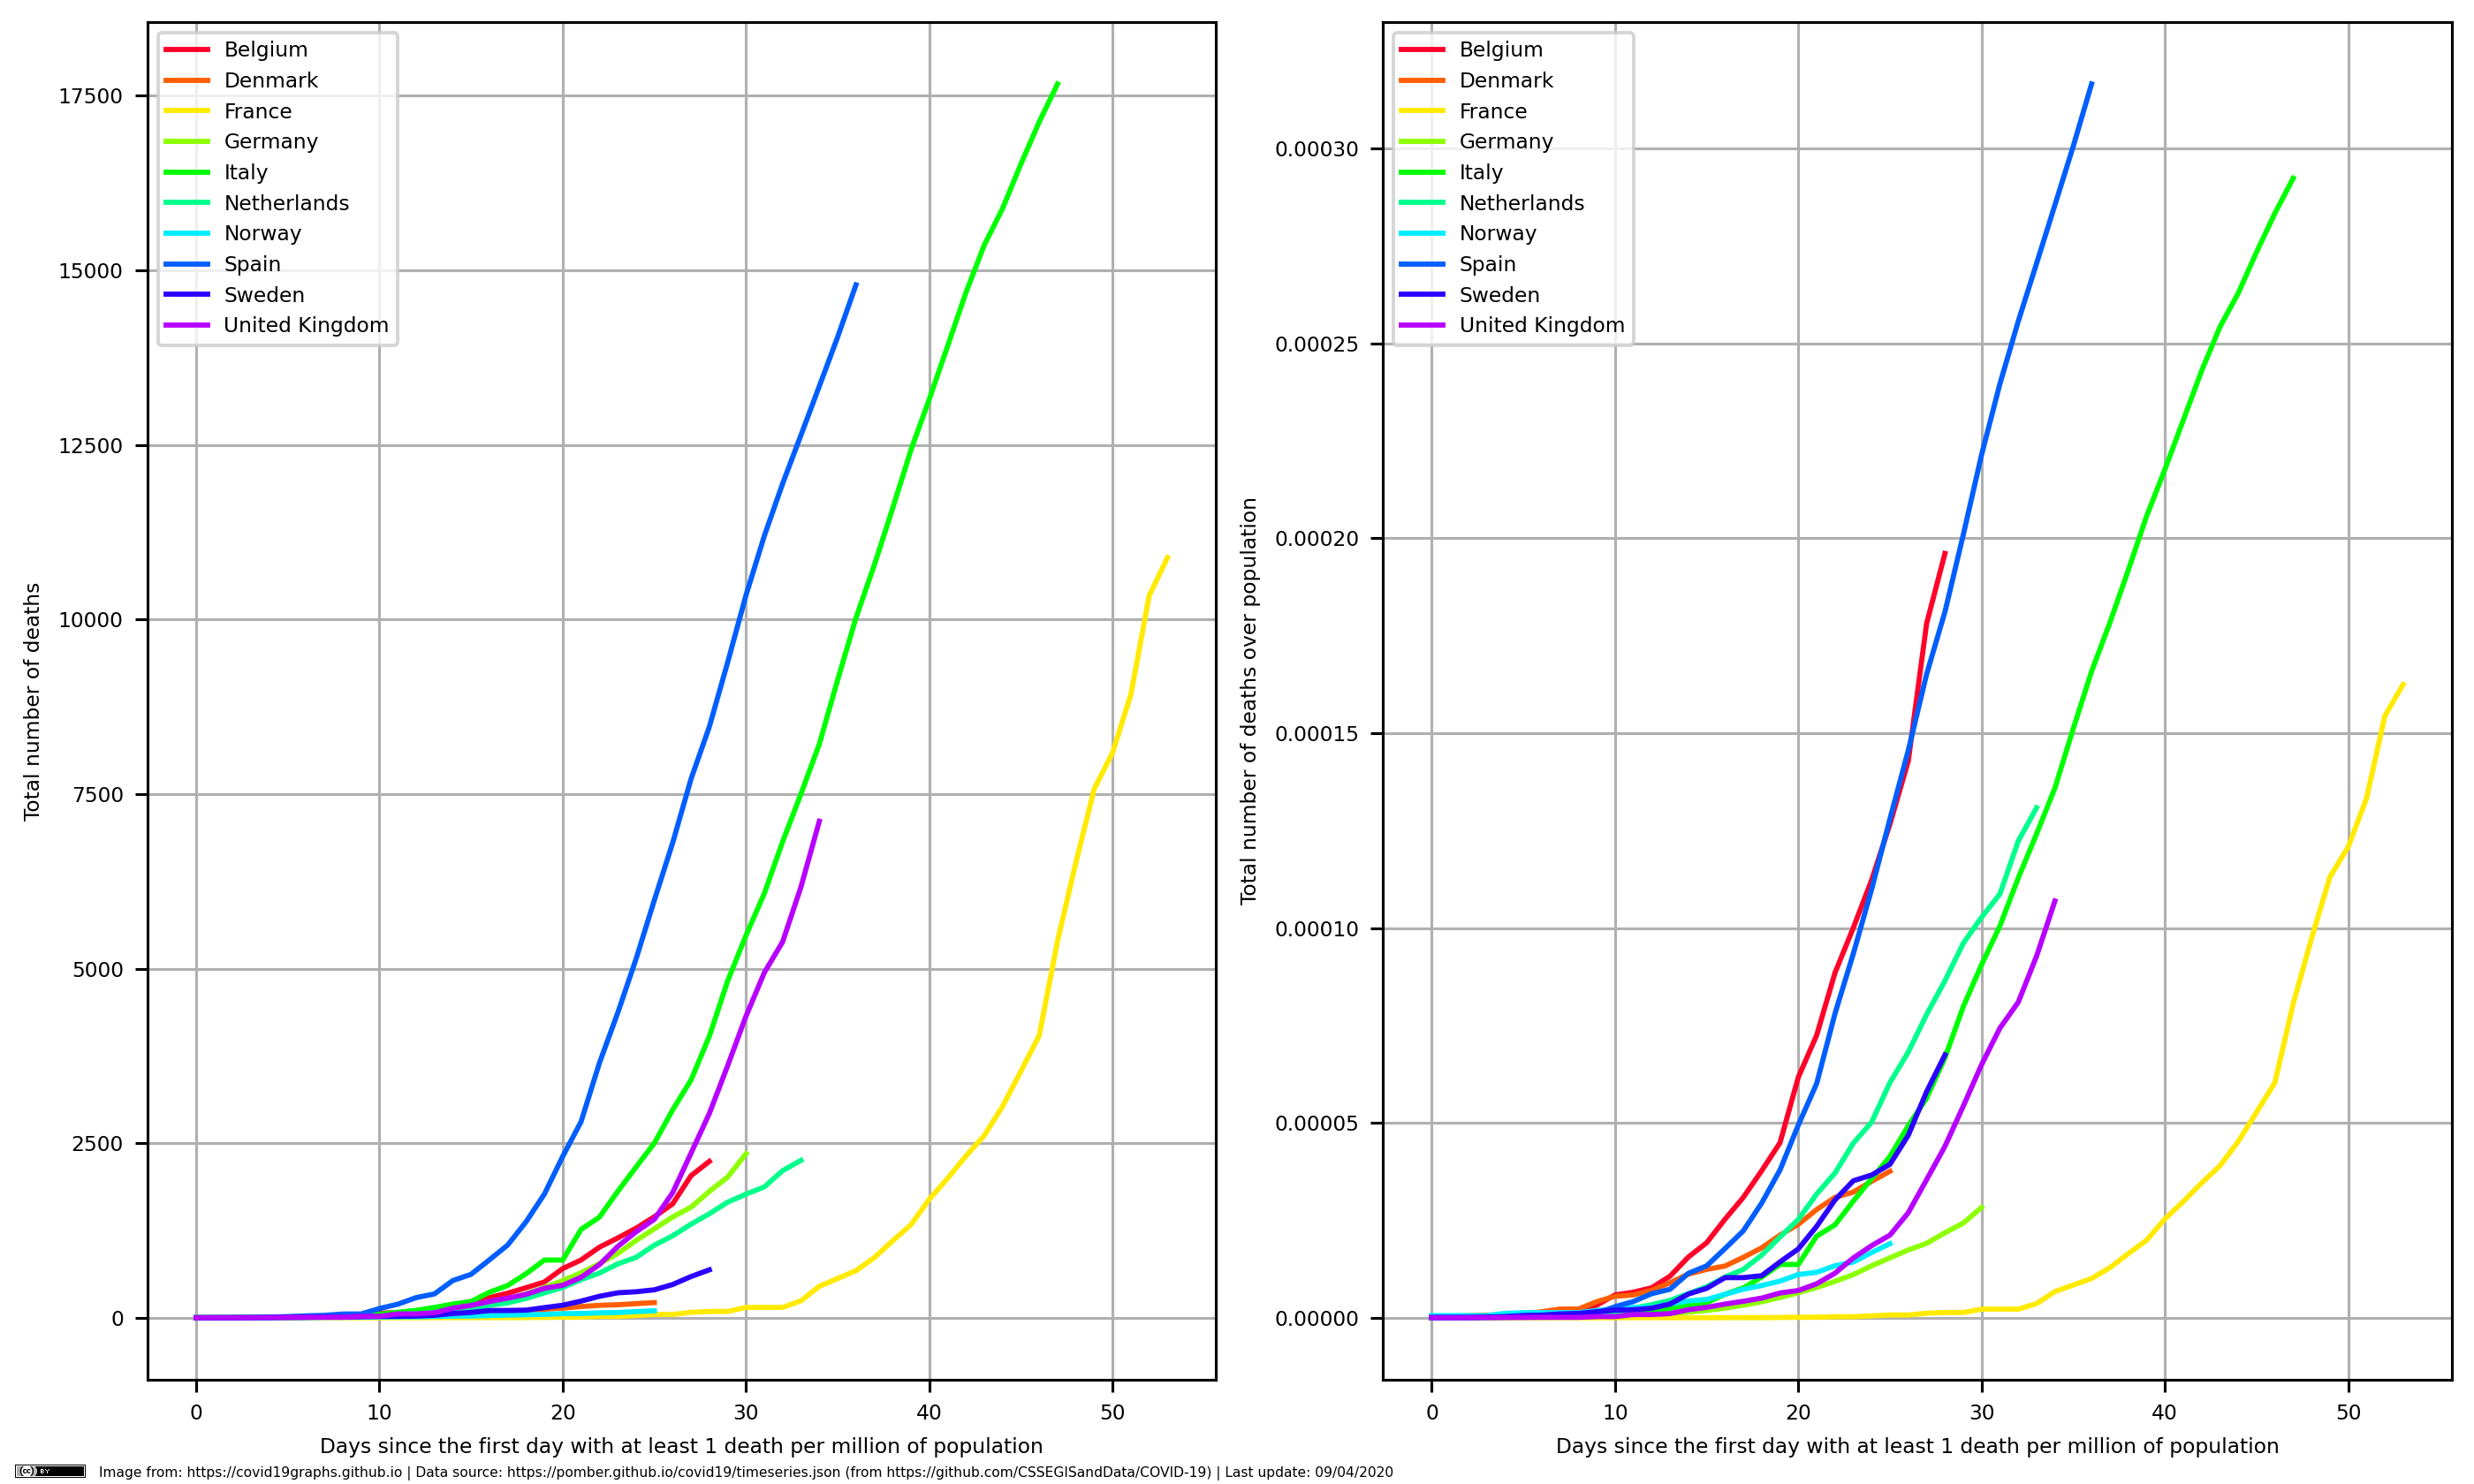 Belgium
Denmark
France
Germany
Italy
Netherlands
Norway
Spain
Sweden
United Kingdom
17500
15000
12500
10000
7500
5000
2500
0
Total number of deaths
0 10 20 30 40 50
Days since the first day with at least 1 death per million of population
Belgium
Denmark
France
Germany
Italy
Netherlands
Norway
Spain
Sweden
United Kingdom
0.00030
0.00025
0.00020
0.00015
0.00010
0.00005
0.00000
Total number of deaths over population
0 10 20 30 40 50
Days since the first day with at least 1 death per million of population
(cc) BY Image from: https://covid19graphs.github.io | Data source: https://pomber.github.io/covid19/timeseries.json (from https://github.com/CSSEGISandData/COVID-19) | Last update: 09/04/2020